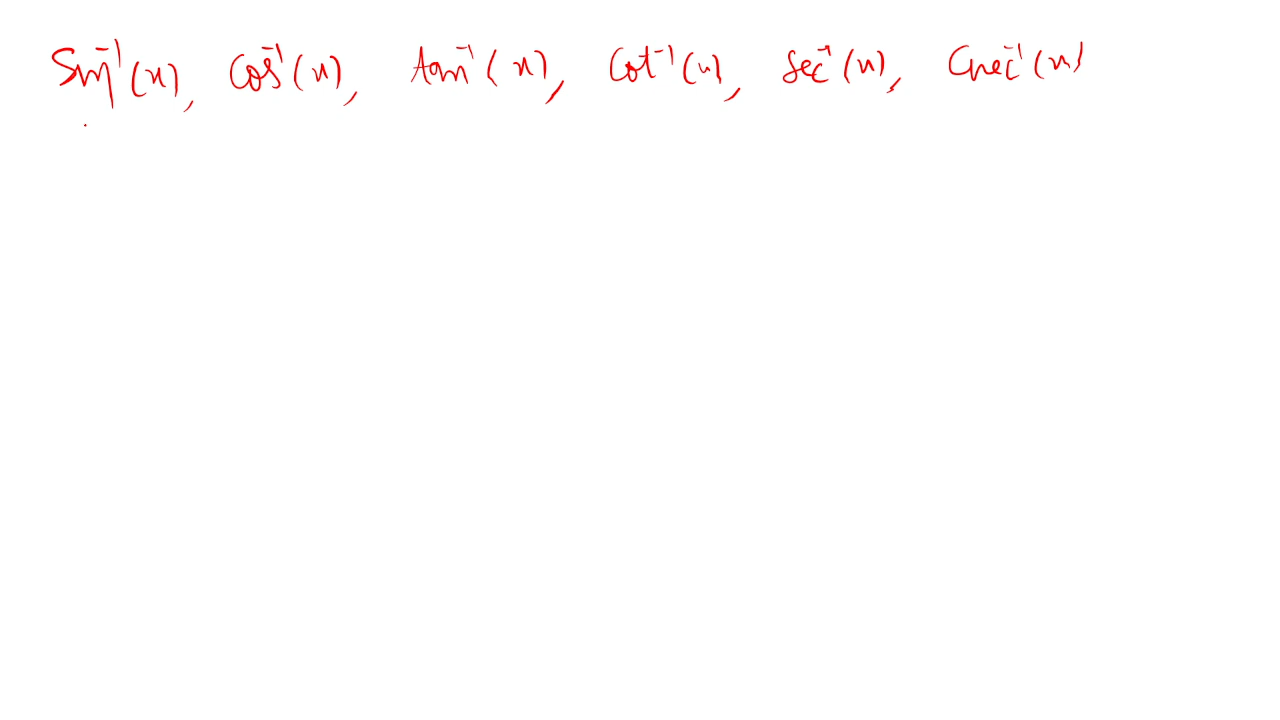 Sin⁻¹(x), Cos⁻¹(x), tan⁻¹(x), Cot⁻¹(x), Sec⁻¹(x), Cosec⁻¹(x)